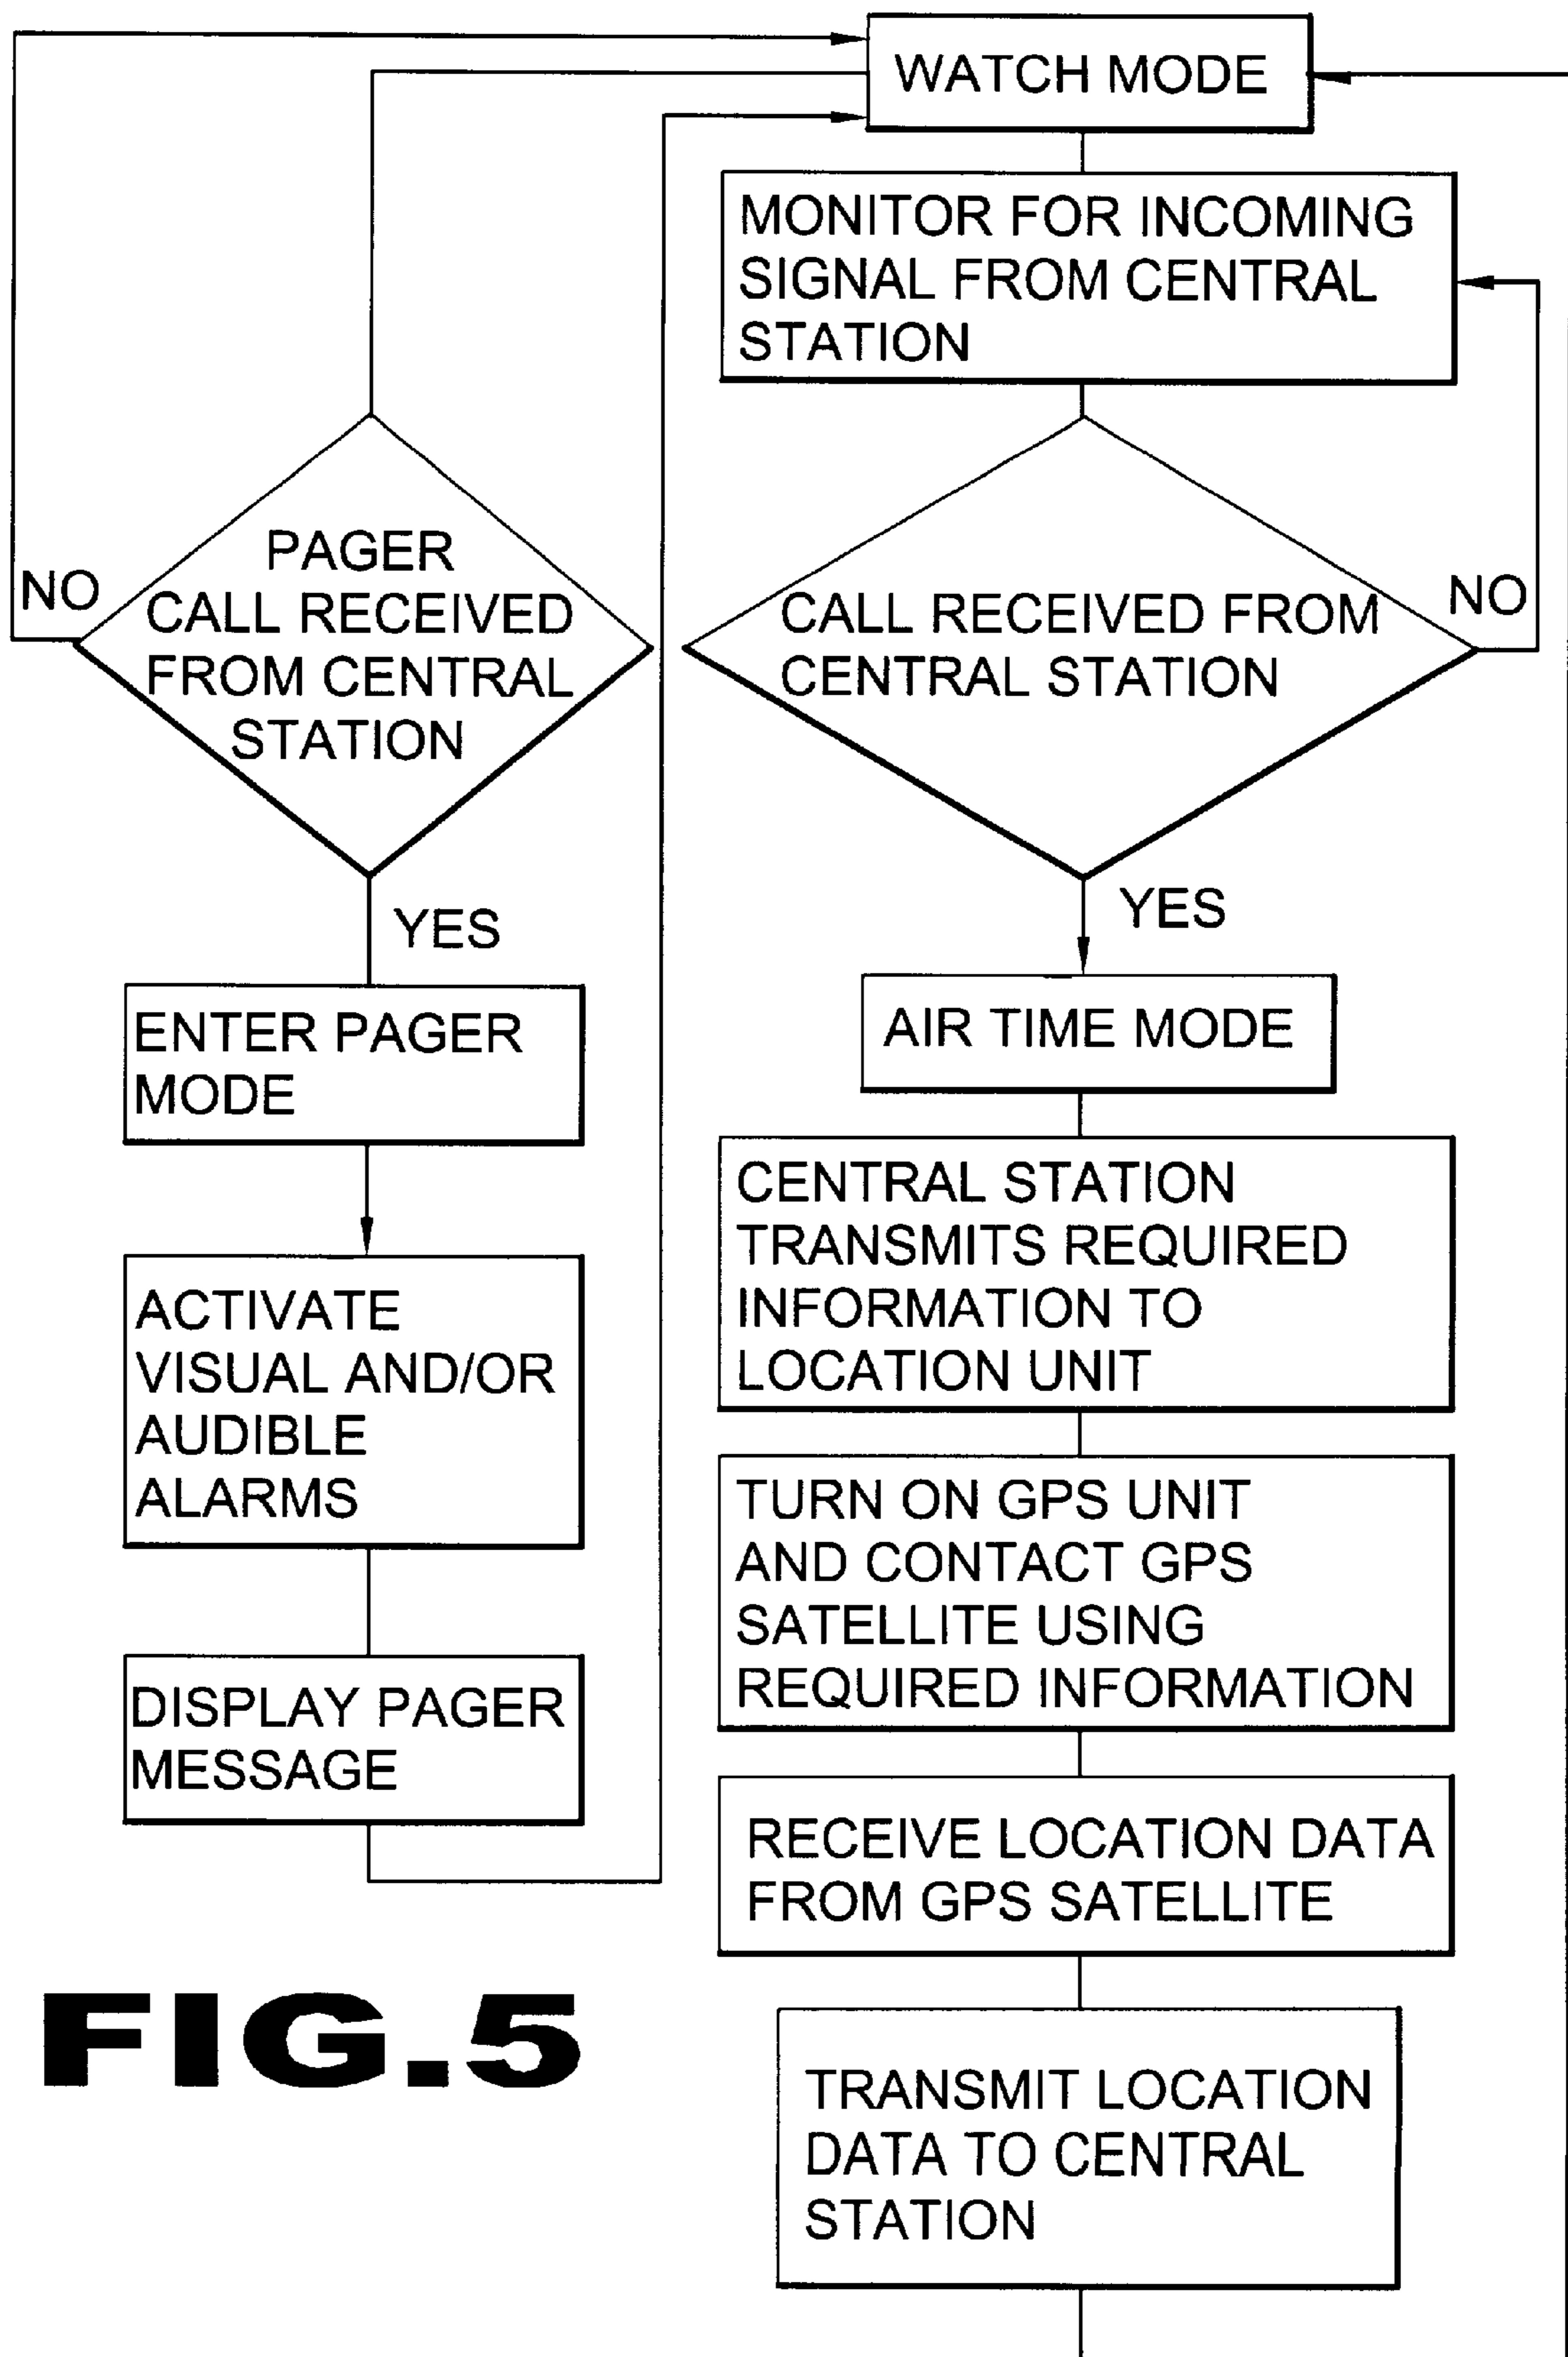 WATCH MODE
MONITOR FOR INCOMING
SIGNAL FROM CENTRAL
STATION
PAGER
CALL RECEIVED
FROM CENTRAL
STATION
NO
CALL RECEIVED FROM
CENTRAL STATION
NO
YES
YES
ENTER PAGER
MODE
AIR TIME MODE
ACTIVATE
VISUAL AND/OR
AUDIBLE
ALARMS
CENTRAL STATION
TRANSMITS REQUIRED
INFORMATION TO
LOCATION UNIT
TURN ON GPS UNIT
AND CONTACT GPS
SATELLITE USING
REQUIRED INFORMATION
DISPLAY PAGER
MESSAGE
RECEIVE LOCATION DATA
FROM GPS SATELLITE
TRANSMIT LOCATION
DATA TO CENTRAL
STATION
FIG.5